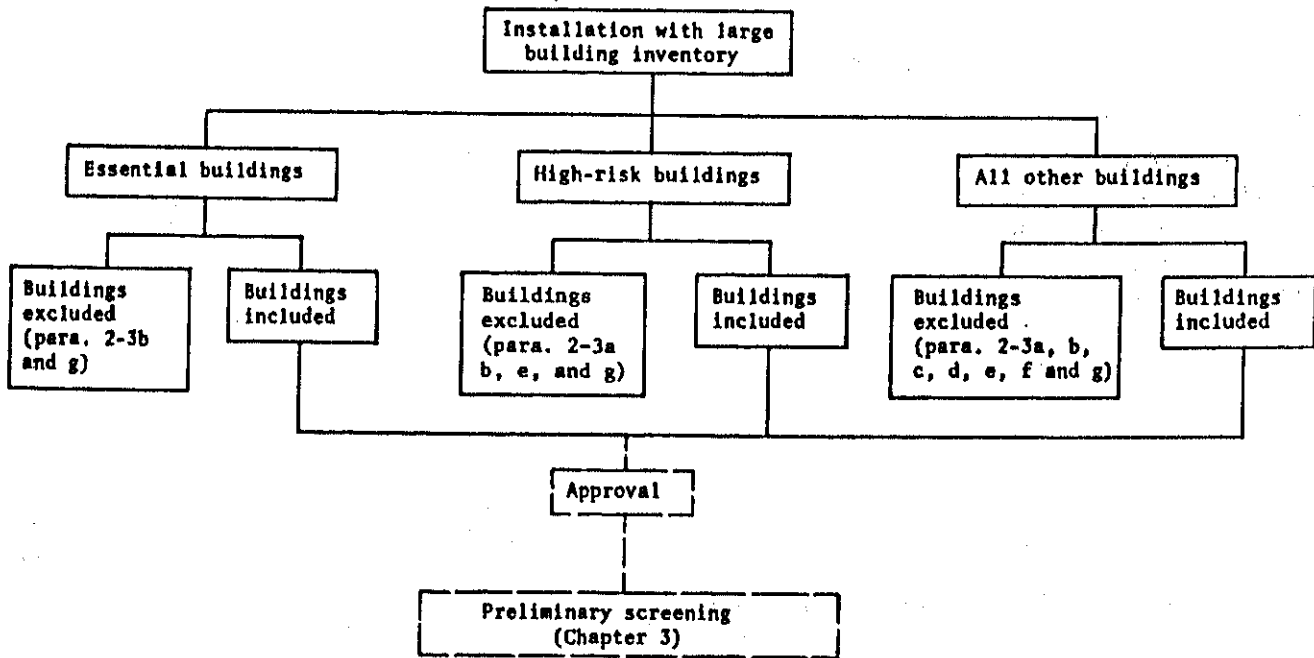 Installation with large
building inventory
Essential buildings
High-risk buildings
All other buildings
Buildings
excluded
(para. 2-3b
and g)
Buildings
included
Buildings
excluded
(para. 2-3a
b, e, and g)
Buildings
included
Buildings
excluded
(para. 2-3a, b,
c, d, e, f and g)
Buildings
included
Approval
Preliminary screening
(Chapter 3)